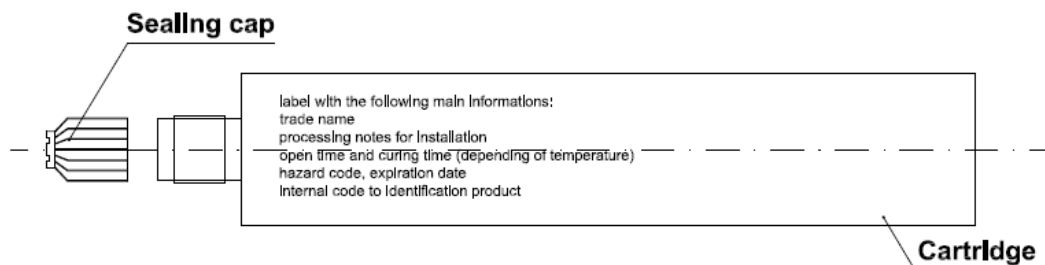 Sealing cap
label with the following main informations:
trade name
processing notes for installation
open time and curing time (depending of temperature)
hazard code, expiration date
internal code to identification product
Cartridge